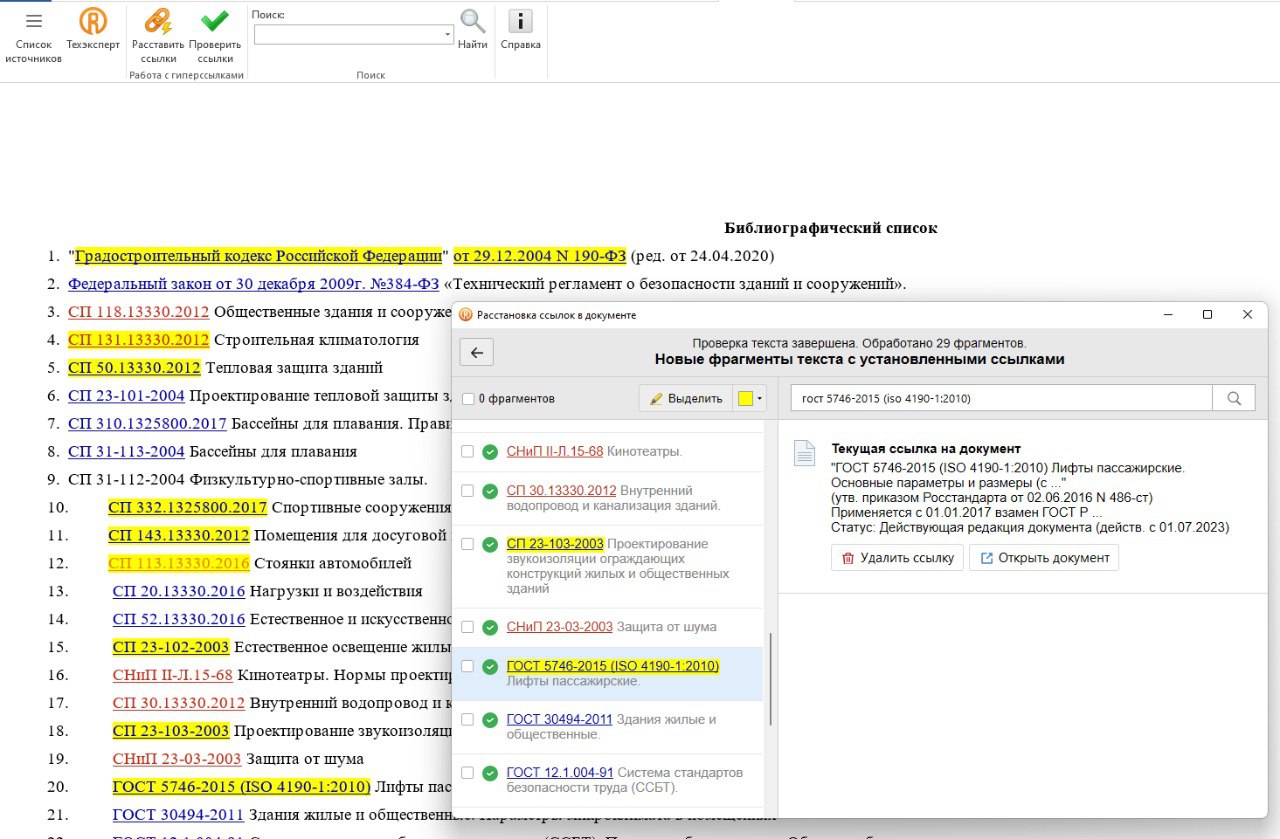 Список источников
Техэксперт
Расставить ссылки
Проверить ссылки
Работа с гиперссылками
Поиск:
Найти
Поиск
Справка
Библиографический список
1. "Градостроительный кодекс Российской Федерации" от 29.12.2004 N 190-ФЗ (ред. от 24.04.2020)
2. Федеральный закон от 30 декабря 2009г. №384-ФЗ «Технический регламент о безопасности зданий и сооружений».
3. СП 118.13330.2012 Общественные здания и сооруже
4. СП 131.13330.2012 Строительная климатология
5. СП 50.13330.2012 Тепловая защита зданий
6. СП 23-101-2004 Проектирование тепловой защиты з
7. СП 310.1325800.2017 Бассейны для плавания. Прави
8. СП 31-113-2004 Бассейны для плавания
9. СП 31-112-2004 Физкультурно-спортивные залы.
10. СП 332.1325800.2017 Спортивные сооружения
11. СП 143.13330.2012 Помещения для досуговой
12. СП 113.13330.2016 Стоянки автомобилей
13. СП 20.13330.2016 Нагрузки и воздействия
14. СП 52.13330.2016 Естественное и искусственно
15. СП 23-102-2003 Естественное освещение жилы
16. СНиП II-Л.15-68 Кинотеатры. Нормы проекти
17. СП 30.13330.2012 Внутренний водопровод и к
18. СП 23-103-2003 Проектирование звукоизоляц
19. СНиП 23-03-2003 Защита от шума
20. ГОСТ 5746-2015 (ISO 4190-1:2010) Лифты пас
21. ГОСТ 30494-2011 Здания жилые и общественные. Параметры микроклимата в помещениях
Расстановка ссылок в документе
Проверка текста завершена. Обработано 29 фрагментов.
Новые фрагменты текста с установленными ссылками
0 фрагментов
Выделить
гост 5746-2015 (iso 4190-1:2010)
СНиП II-Л.15-68 Кинотеатры.
СП 30.13330.2012 Внутренний
водопровод и канализация зданий.
СП 23-103-2003 Проектирование
звукоизоляции ограждающих
конструкций жилых и общественных
зданий
СНиП 23-03-2003 Защита от шума
ГОСТ 5746-2015 (ISO 4190-1:2010)
Лифты пассажирские.
ГОСТ 30494-2011 Здания жилые и
общественные.
ГОСТ 12.1.004-91 Система стандартов
безопасности труда (ССБТ).
Текущая ссылка на документ
"ГОСТ 5746-2015 (ISO 4190-1:2010) Лифты пассажирские.
Основные параметры и размеры (с ..."
(утв. приказом Росстандарта от 02.06.2016 N 486-ст)
Применяется с 01.01.2017 взамен ГОСТ Р ...
Статус: Действующая редакция документа (действ. с 01.07.2023)
Удалить ссылку
Открыть документ